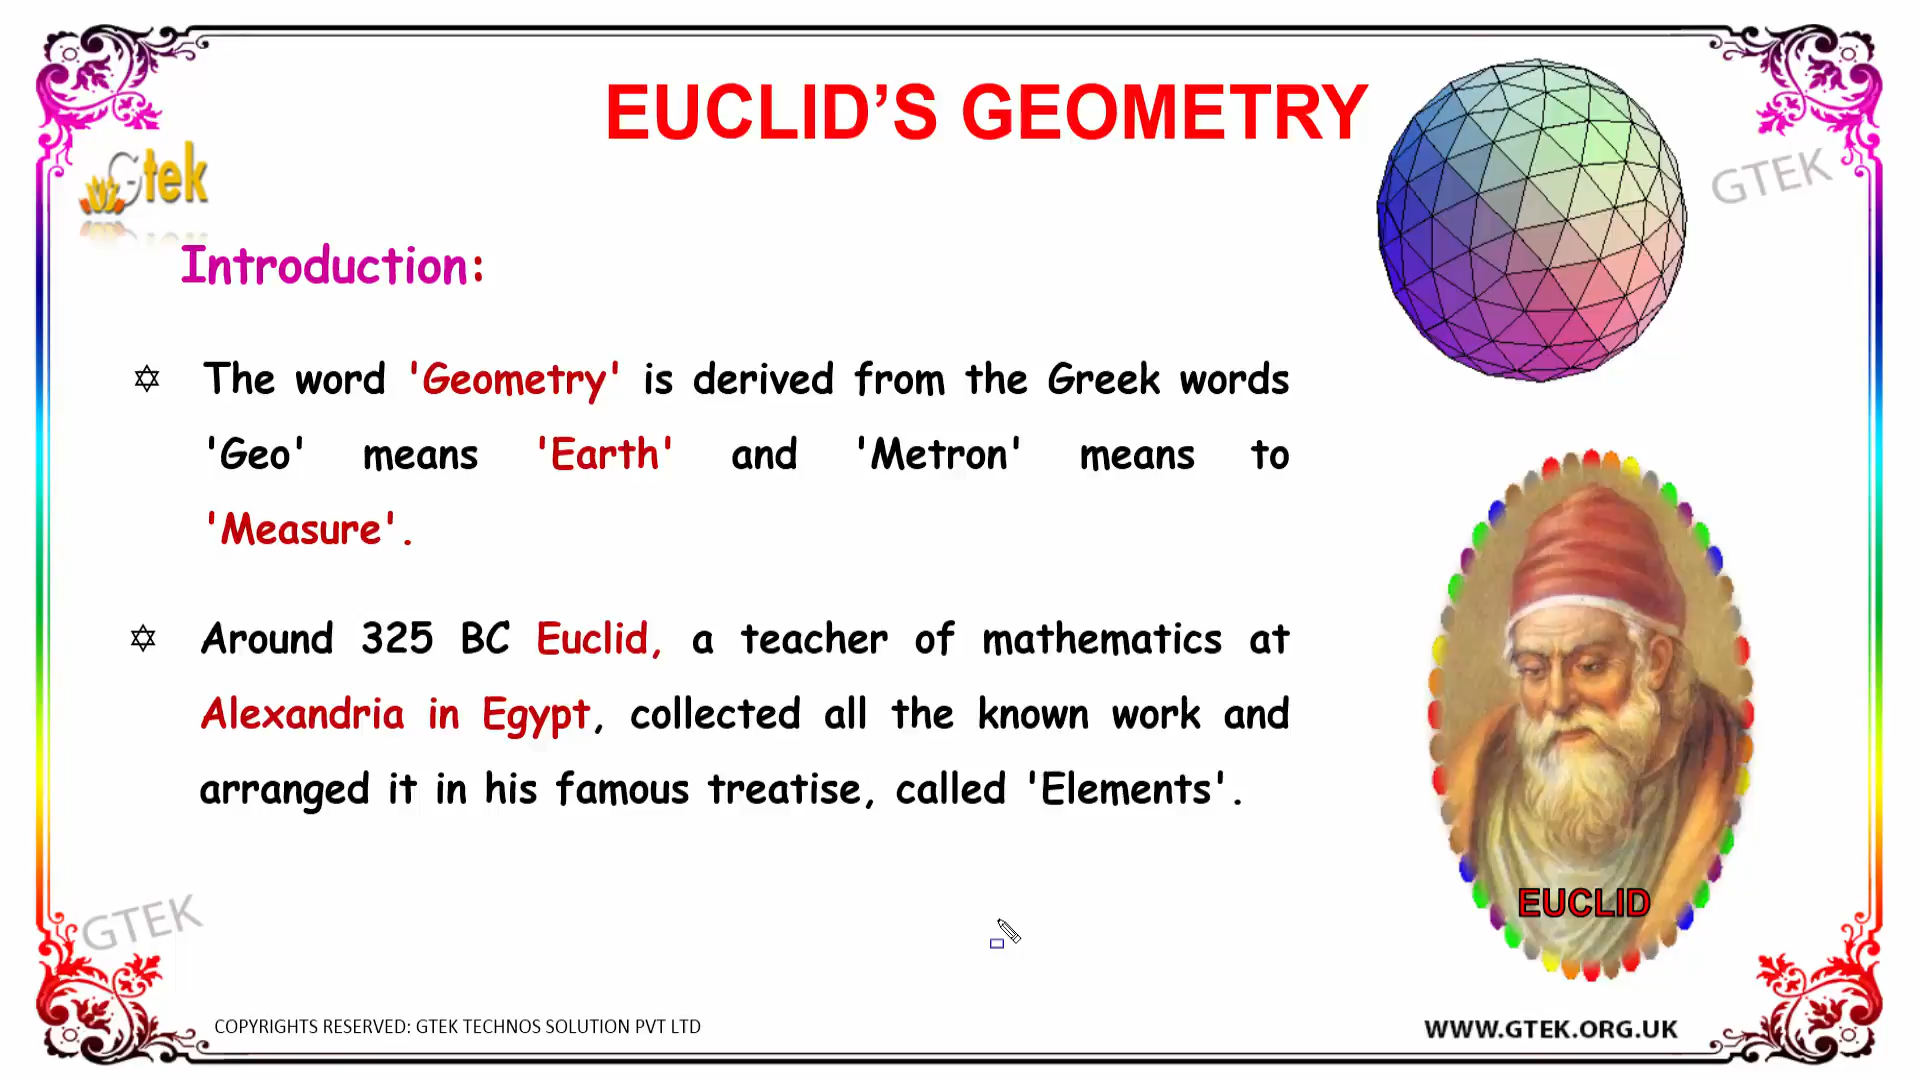 EUCLID’S GEOMETRY
Gtek
GTEK
Introduction:
The word 'Geometry' is derived from the Greek words
'Geo' means 'Earth' and 'Metron' means to
'Measure'.
Around 325 BC Euclid, a teacher of mathematics at
Alexandria in Egypt, collected all the known work and
arranged it in his famous treatise, called 'Elements'.
EUCLID
GTEK
COPYRIGHTS RESERVED: GTEK TECHNOS SOLUTION PVT LTD
WWW.GTEK.ORG.UK